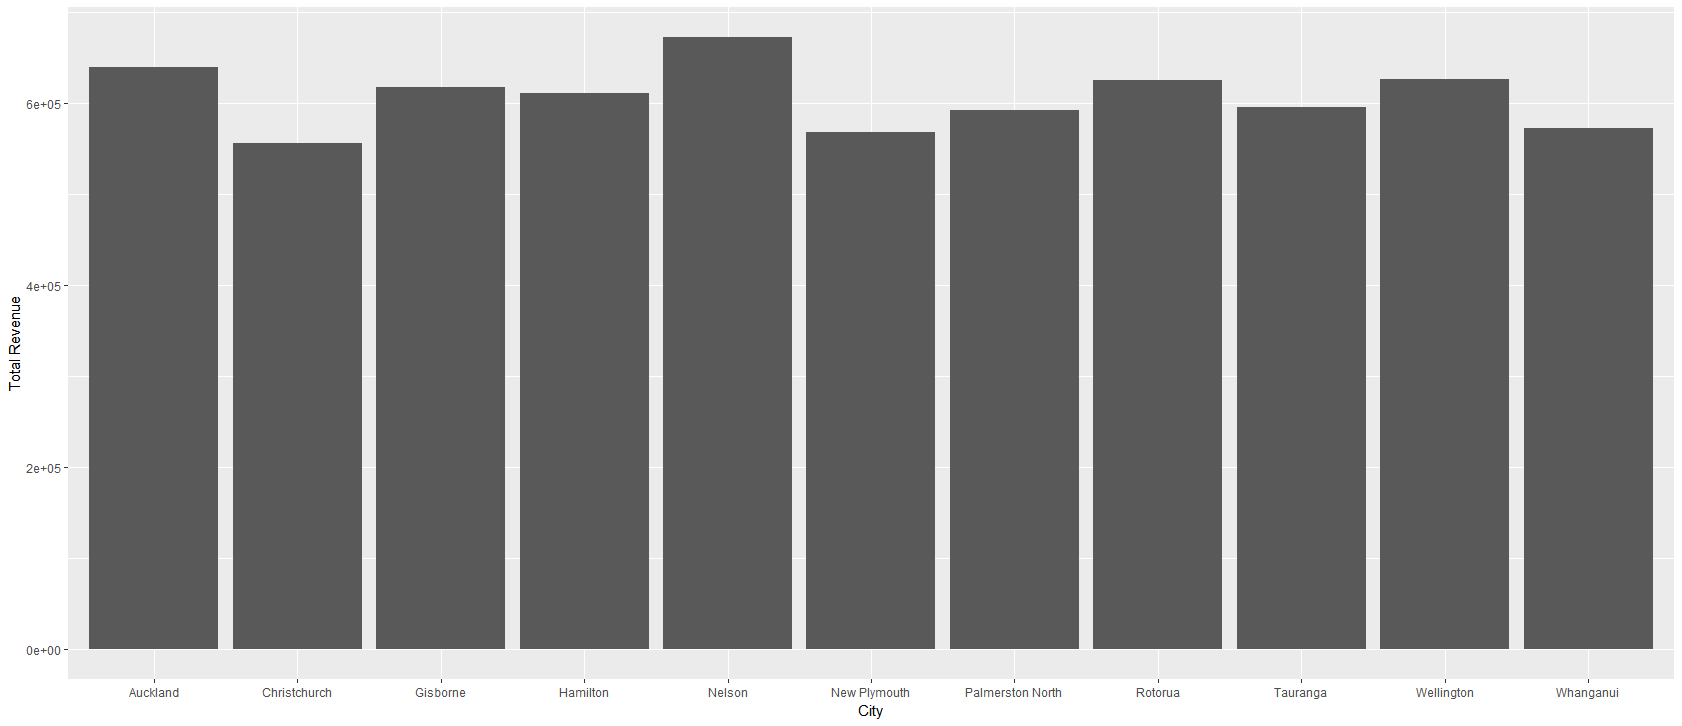 Total Revenue
6e+05
4e+05
2e+05
0e+00
Auckland Christchurch Gisborne Hamilton Nelson New Plymouth Palmerston North Rotorua Tauranga Wellington Whanganui
City